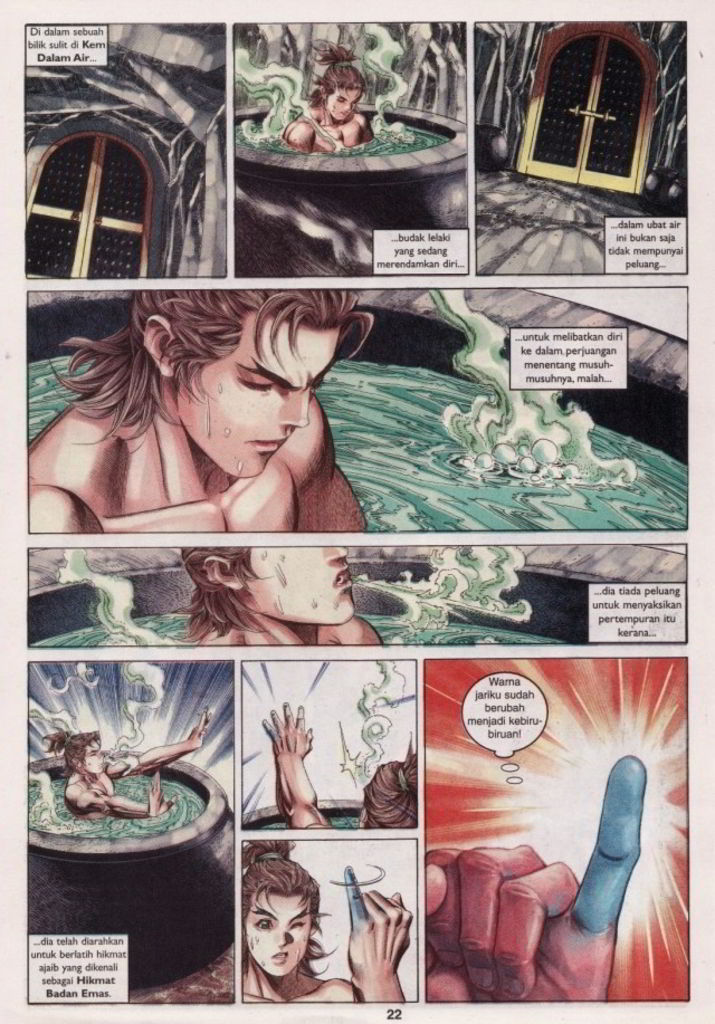 Di dalam sebuah
bilik sulit di Kem
Dalam Air...
...budak lelaki
yang sedang
merendamkan diri...
...dalam ubat air
ini bukan saja
tidak mempunyai
peluang...
...untuk melibatkan diri
ke dalam perjuangan
menentang musuh-
musuhnya, malah...
...dia tiada peluang
untuk menyaksikan
pertempuran itu
kerana...
...dia telah diarahkan
untuk berlatih hikmat
ajaib yang dikenali
sebagai Hikmat
Badan Emas.
Warna
jariku sudah
berubah
menjadi kebiru-
biruan!
22